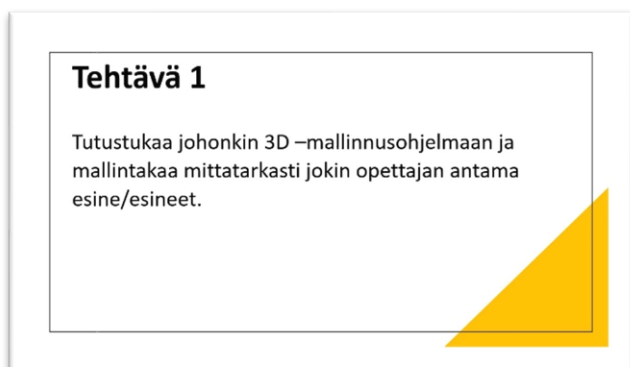 Tehtävä 1
Tutustukaa johonkin 3D –mallinnusohjelmaan ja
mallintakaa mittatarkasti jokin opettajan antama
esine/esineet.